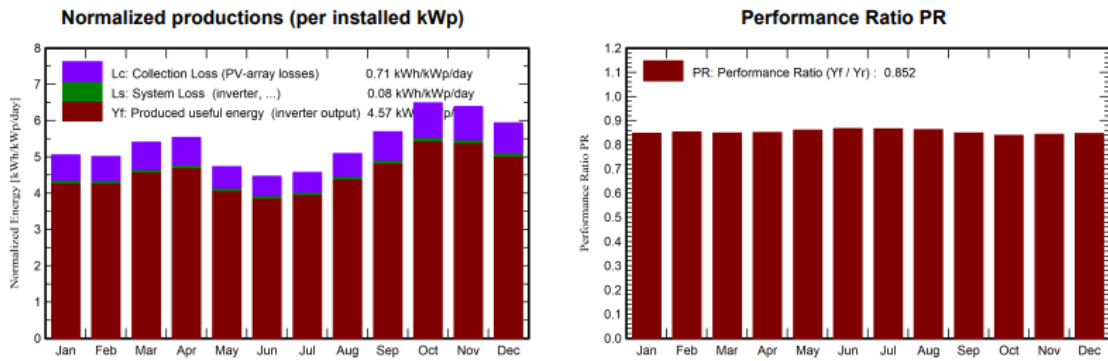 Normalized productions (per installed kWp)
Normalized Energy [kWh/kWp/day]
8
7
6
5
4
3
2
1
0
Lc: Collection Loss (PV-array losses) 0.71 kWh/kWp/day
Ls: System Loss (inverter, ...) 0.08 kWh/kWp/day
Yf: Produced useful energy (inverter output) 4.57 kWh/kWp/day
Jan Feb Mar Apr May Jun Jul Aug Sep Oct Nov Dec
Performance Ratio PR
Performance Ratio PR
1.2
1.1
1.0
0.9
0.8
0.7
0.6
0.5
0.4
0.3
0.2
0.1
0.0
PR: Performance Ratio (Yf / Yr) : 0.852
Jan Feb Mar Apr May Jun Jul Aug Sep Oct Nov Dec